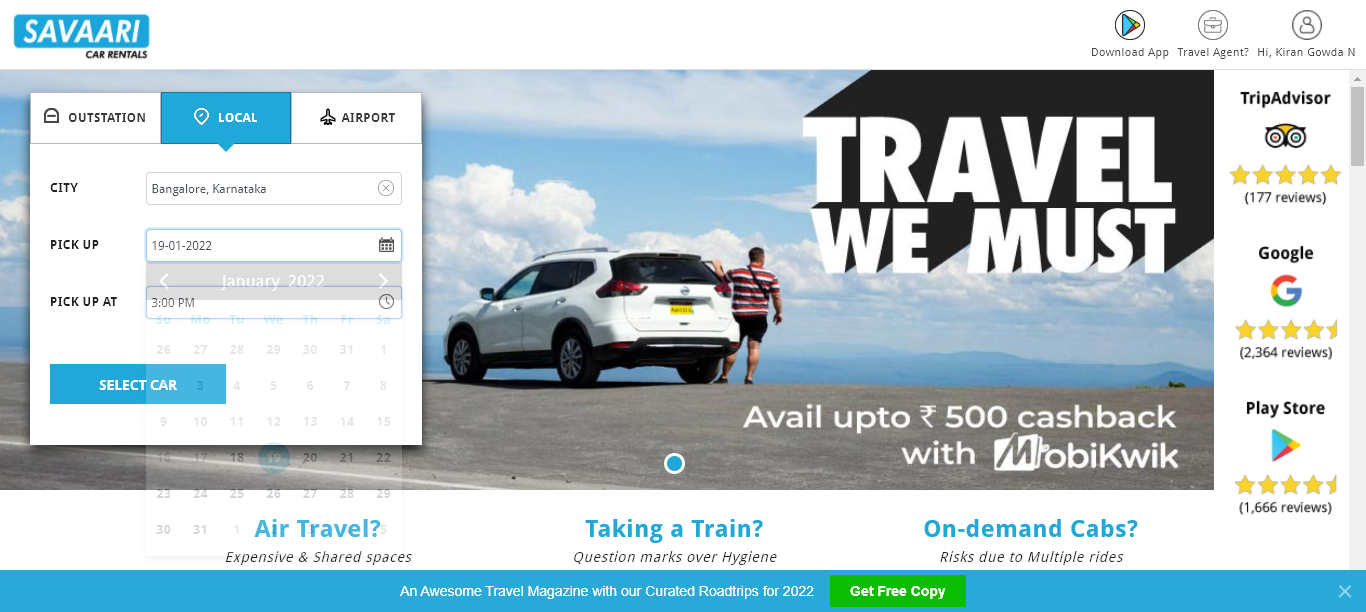 SAVAARI
CAR RENTALS
Download App
Travel Agent?
Hi, Kiran Gowda N
OUTSTATION
LOCAL
AIRPORT
CITY
Bangalore, Karnataka
PICK UP
19-01-2022
January 2022
PICK UP AT
3:00 PM
Su Mo Tu We Th Fr Sa
26 27 28 29 30 31 1
SELECT CAR
3 4 5 6 7 8
9 10 11 12 13 14 15
16 17 18 19 20 21 22
23 24 25 26 27 28 29
30 31 1 5
TRAVEL
WE MUST
Avail upto ₹ 500 cashback
with MobiKwik
TripAdvisor
(177 reviews)
Google
(2,364 reviews)
Play Store
(1,666 reviews)
Air Travel?
Expensive & Shared spaces
Taking a Train?
Question marks over Hygiene
On-demand Cabs?
Risks due to Multiple rides
An Awesome Travel Magazine with our Curated Roadtrips for 2022
Get Free Copy